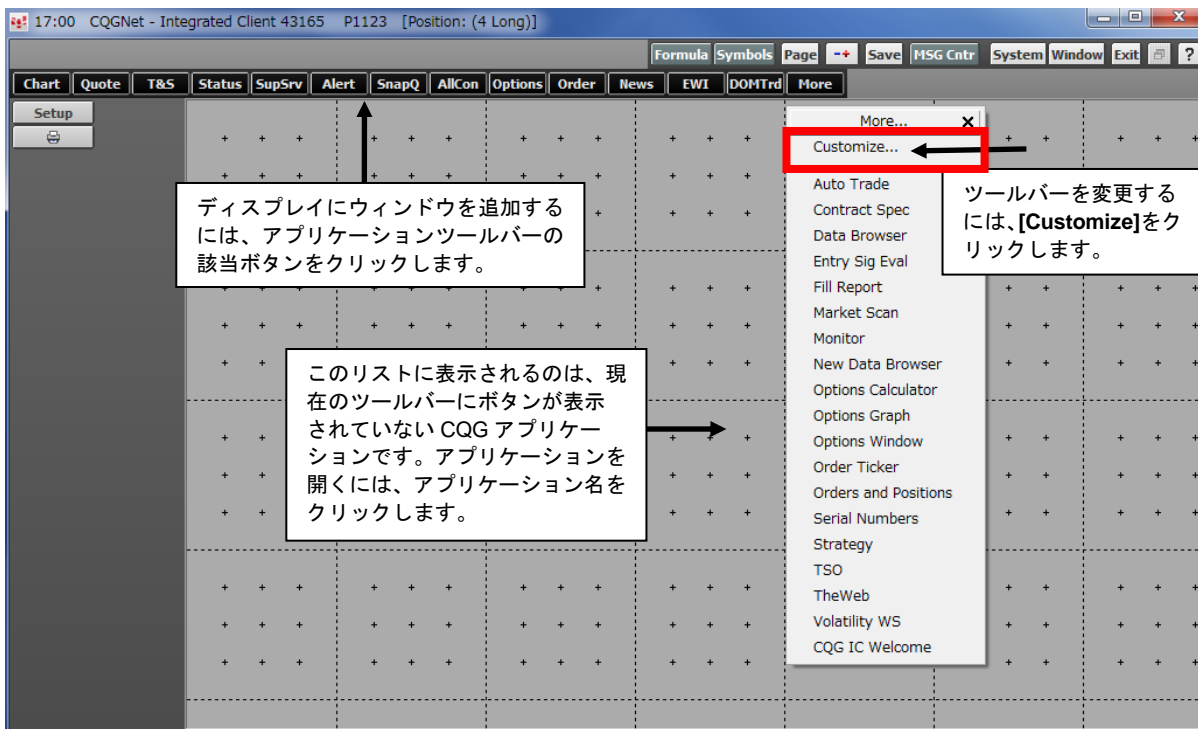 17:00 CQGNet - Integrated Client 43165 P1123 [Position: (4 Long)]
Formula Symbols Page -+ Save MSG Cntr System Window Exit ?
Chart Quote T&S Status SupSrv Alert SnapQ AllCon Options Order News EWI DOMTrd More
Setup
More... X
Customize...
ディスプレイにウィンドウを追加する
には、アプリケーションツールバーの
該当ボタンをクリックします。
ツールバーを変更する
には、[Customize]をク
リックします。
Auto Trade
Contract Spec
Data Browser
Entry Sig Eval
Fill Report
Market Scan
Monitor
New Data Browser
Options Calculator
Options Graph
Options Window
Order Ticker
Orders and Positions
Serial Numbers
Strategy
TSO
TheWeb
Volatility WS
CQG IC Welcome
このリストに表示されるのは、現
在のツールバーにボタンが表示
されていない CQG アプリケー
ションです。アプリケーションを
開くには、アプリケーション名を
クリックします。